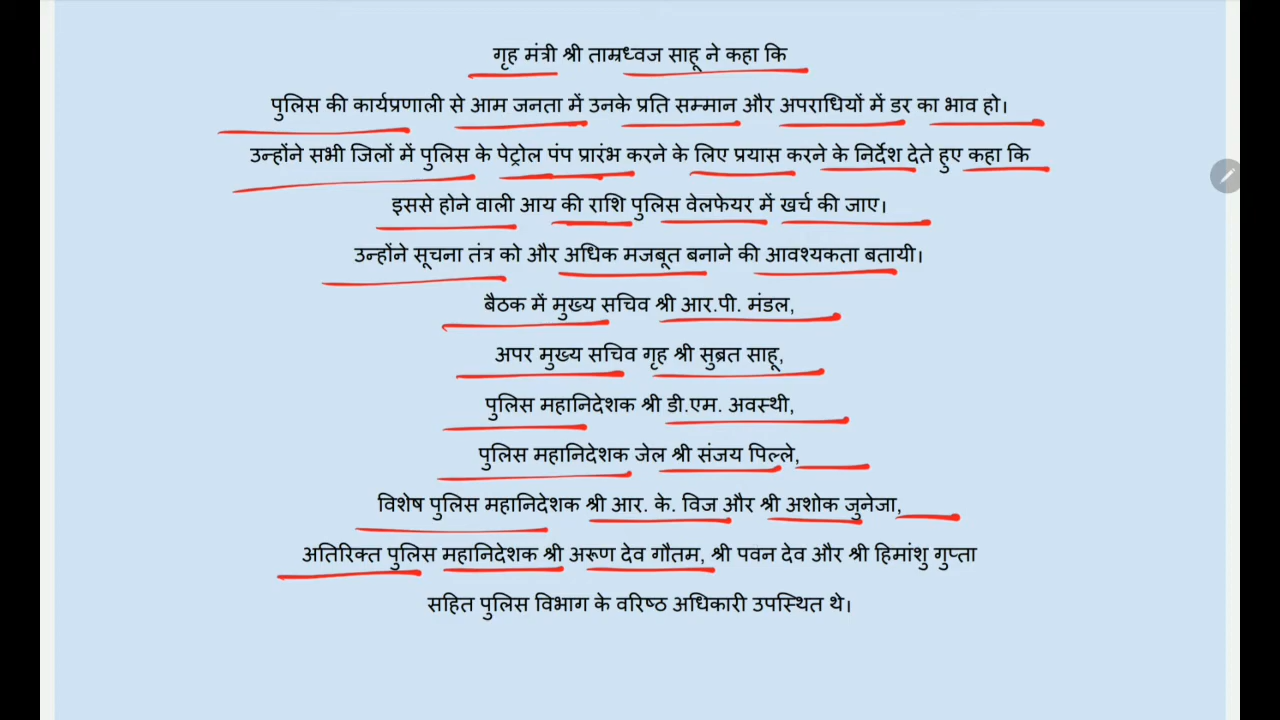 गृह मंत्री श्री ताम्रध्वज साहू ने कहा कि
पुलिस की कार्यप्रणाली से आम जनता में उनके प्रति सम्मान और अपराधियों में डर का भाव हो।
उन्होंने सभी जिलों में पुलिस के पेट्रोल पंप प्रारंभ करने के लिए प्रयास करने के निर्देश देते हुए कहा कि
इससे होने वाली आय की राशि पुलिस वेलफेयर में खर्च की जाए।
उन्होंने सूचना तंत्र को और अधिक मजबूत बनाने की आवश्यकता बतायी।
बैठक में मुख्य सचिव श्री आर.पी. मंडल,
अपर मुख्य सचिव गृह श्री सुब्रत साहू,
पुलिस महानिदेशक श्री डी.एम. अवस्थी,
पुलिस महानिदेशक जेल श्री संजय पिल्ले,
विशेष पुलिस महानिदेशक श्री आर. के. विज और श्री अशोक जुनेजा,
अतिरिक्त पुलिस महानिदेशक श्री अरूण देव गौतम, श्री पवन देव और श्री हिमांशु गुप्ता
सहित पुलिस विभाग के वरिष्ठ अधिकारी उपस्थित थे।